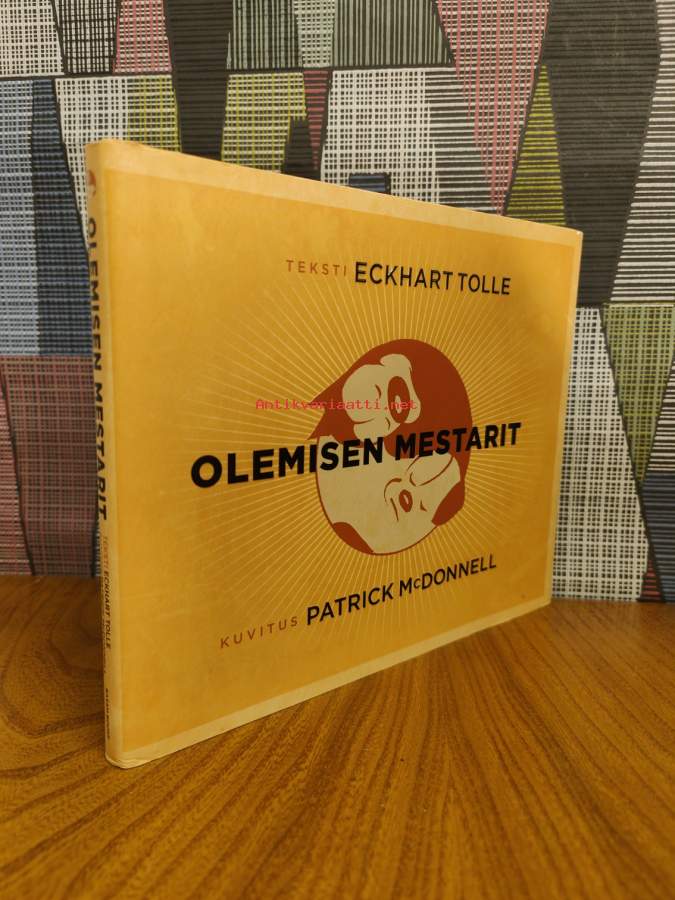 TEKSTI ECKHART TOLLE
Antikvariaatti.net
OLEMISEN MESTARIT
KUVITUS PATRICK McDONNELL
OLEMISEN MESTARIT
TEKSTI ECKHART TOLLE